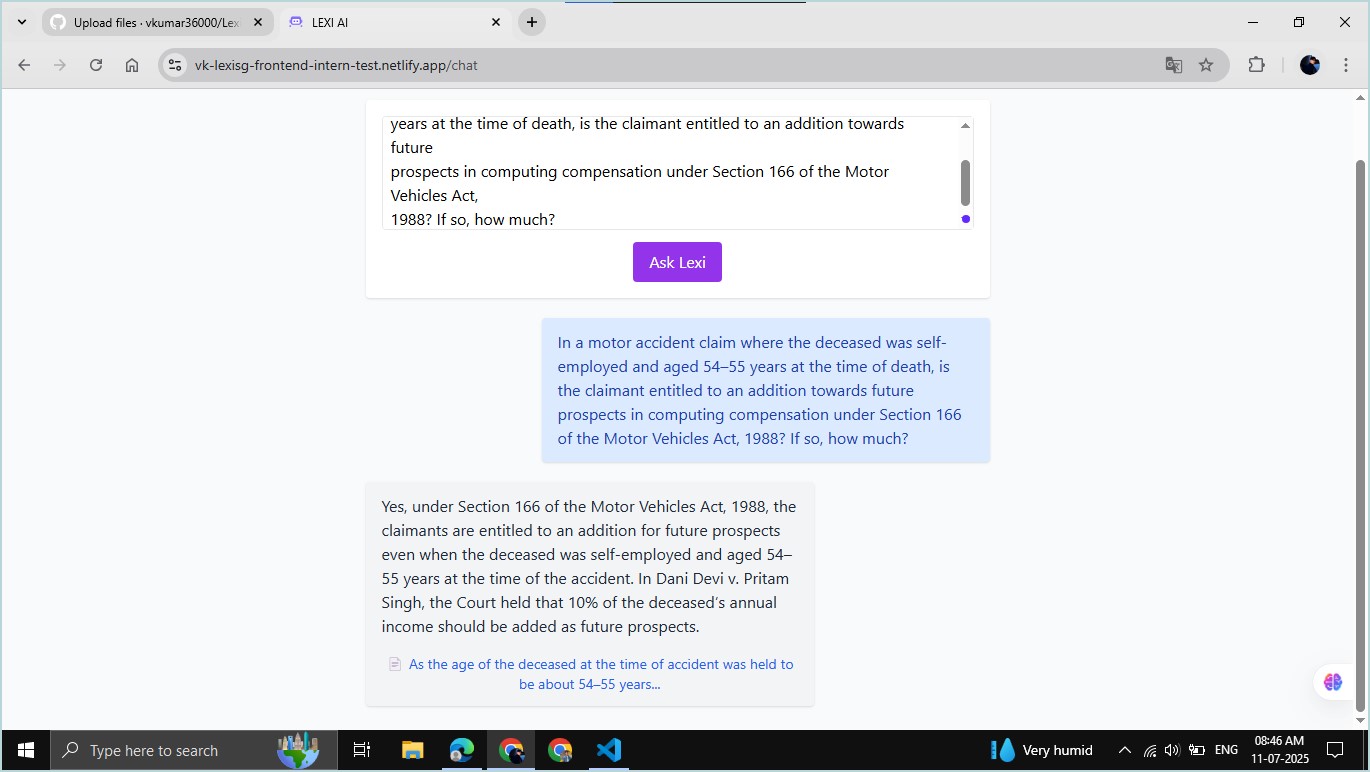 Upload files · vkumar36000/Lex
LEXI AI
vk-lexisg-frontend-intern-test.netlify.app/chat
years at the time of death, is the claimant entitled to an addition towards
future
prospects in computing compensation under Section 166 of the Motor
Vehicles Act,
1988? If so, how much?
Ask Lexi
In a motor accident claim where the deceased was self-
employed and aged 54–55 years at the time of death, is
the claimant entitled to an addition towards future
prospects in computing compensation under Section 166
of the Motor Vehicles Act, 1988? If so, how much?
Yes, under Section 166 of the Motor Vehicles Act, 1988, the
claimants are entitled to an addition for future prospects
even when the deceased was self-employed and aged 54–
55 years at the time of the accident. In Dani Devi v. Pritam
Singh, the Court held that 10% of the deceased’s annual
income should be added as future prospects.
As the age of the deceased at the time of accident was held to
be about 54–55 years...
Type here to search
Very humid
ENG
08:46 AM
11-07-2025